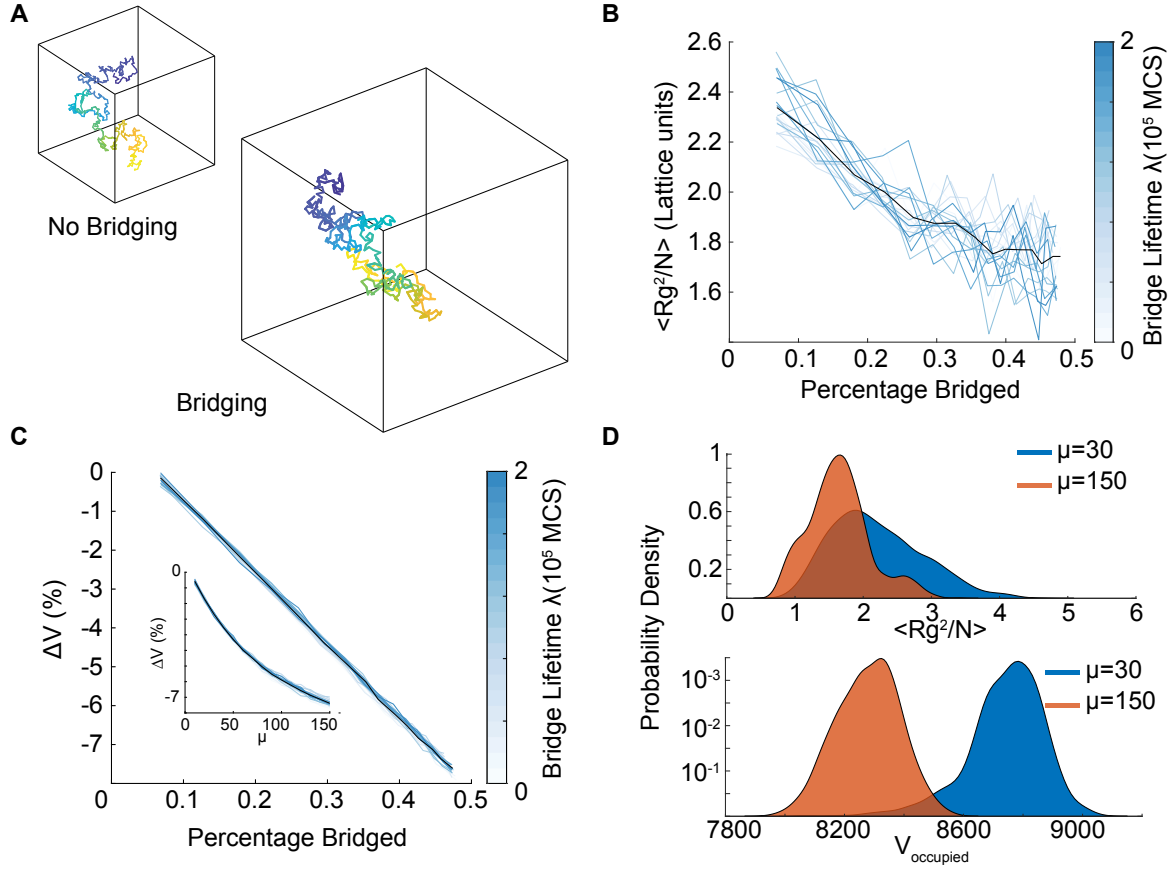 A
No Bridging
Bridging
B
<Rg²/N> (Lattice units)
2.6
2.4
2.2
2.0
1.8
1.6
0
0.1
0.2
0.3
0.4
0.5
Percentage Bridged
2
0
Bridge Lifetime λ(10⁵ MCS)
C
ΔV (%)
0
-1
-2
-3
-4
-5
-6
-7
0
0.1
0.2
0.3
0.4
0.5
Percentage Bridged
ΔV (%)
0
-7
0
50
100
150
μ
2
0
Bridge Lifetime λ(10⁵ MCS)
D
Probability Density
1
0.6
0.2
0
1
2
3
4
5
6
<Rg²/N>
μ=30
μ=150
10⁻³
10⁻²
10⁻¹
7800
8200
8600
9000
V occupied
μ=30
μ=150